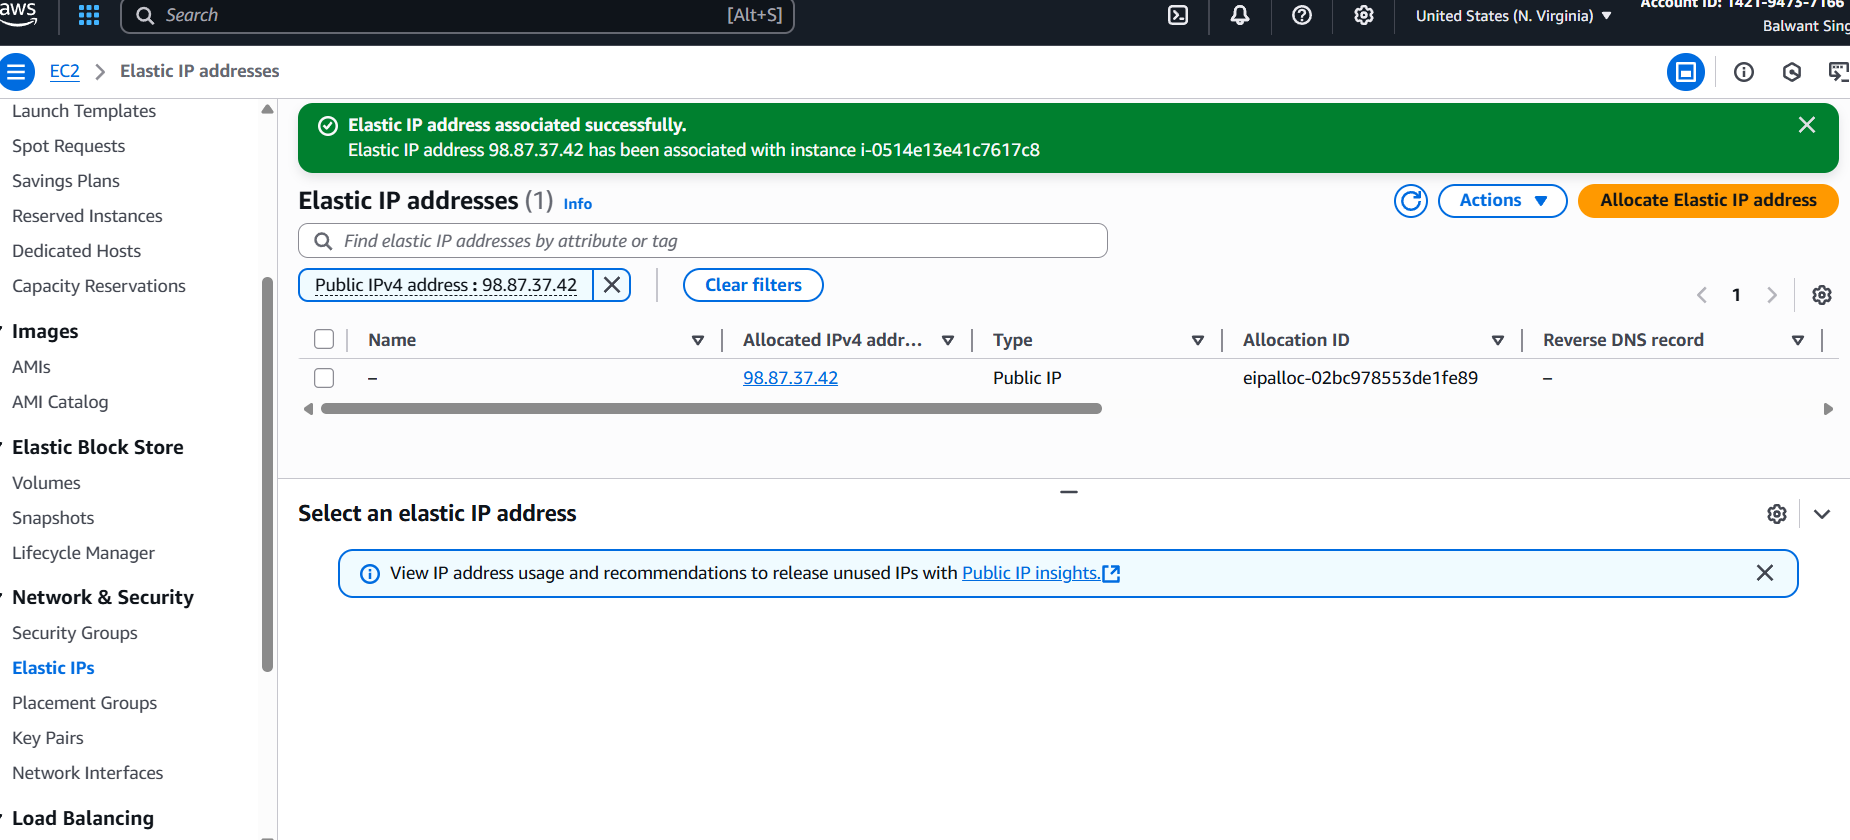 aws
Search
[Alt+S]
United States (N. Virginia)
Account ID: 1421-9473-7166
Balwant Sing
EC2
Elastic IP addresses
Launch Templates
Spot Requests
Savings Plans
Reserved Instances
Dedicated Hosts
Capacity Reservations
Images
AMIs
AMI Catalog
Elastic Block Store
Volumes
Snapshots
Lifecycle Manager
Network & Security
Security Groups
Elastic IPs
Placement Groups
Key Pairs
Network Interfaces
Load Balancing
Elastic IP address associated successfully.
Elastic IP address 98.87.37.42 has been associated with instance i-0514e13e41c7617c8
Elastic IP addresses (1) Info
Actions
Allocate Elastic IP address
Find elastic IP addresses by attribute or tag
Public IPv4 address : 98.87.37.42
Clear filters
1
Name
Allocated IPv4 addr...
Type
Allocation ID
Reverse DNS record
–
98.87.37.42
Public IP
eipalloc-02bc978553de1fe89
–
Select an elastic IP address
View IP address usage and recommendations to release unused IPs with Public IP insights.